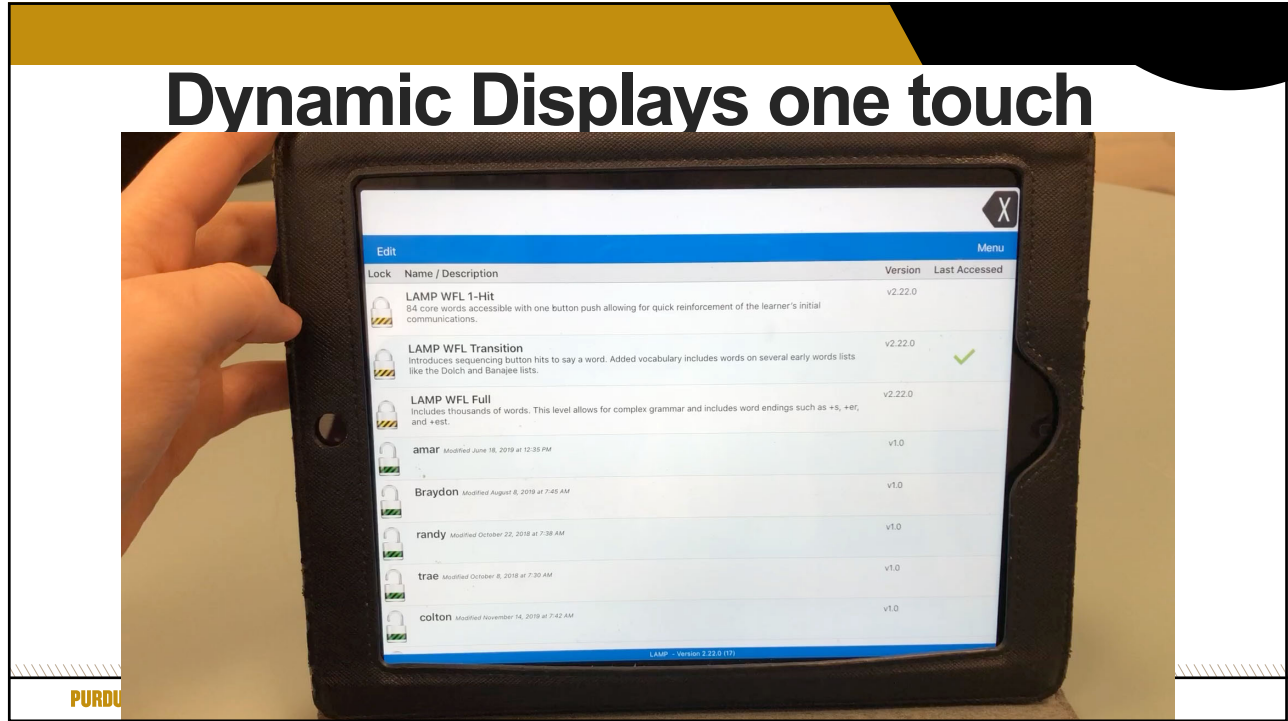 Dynamic Displays one touch
X
Edit Menu
Lock Name / Description Version Last Accessed
LAMP WFL 1-Hit v2.22.0
84 core words accessible with one button push allowing for quick reinforcement of the learner's initial
communications.
LAMP WFL Transition v2.22.0
Introduces sequencing button hits to say a word. Added vocabulary includes words on several early words lists
like the Dolch and Banajee lists.
LAMP WFL Full v2.22.0
Includes thousands of words. This level allows for complex grammar and includes word endings such as +s, +er,
and +est.
amar Modified June 18, 2019 at 12:35 PM v1.0
Braydon Modified August 8, 2019 at 7:45 AM v1.0
randy Modified October 22, 2018 at 7:38 AM v1.0
trae Modified October 8, 2018 at 7:30 AM v1.0
colton Modified November 14, 2019 at 7:42 AM v1.0
LAMP - Version 2.22.0 (17)
PURDU